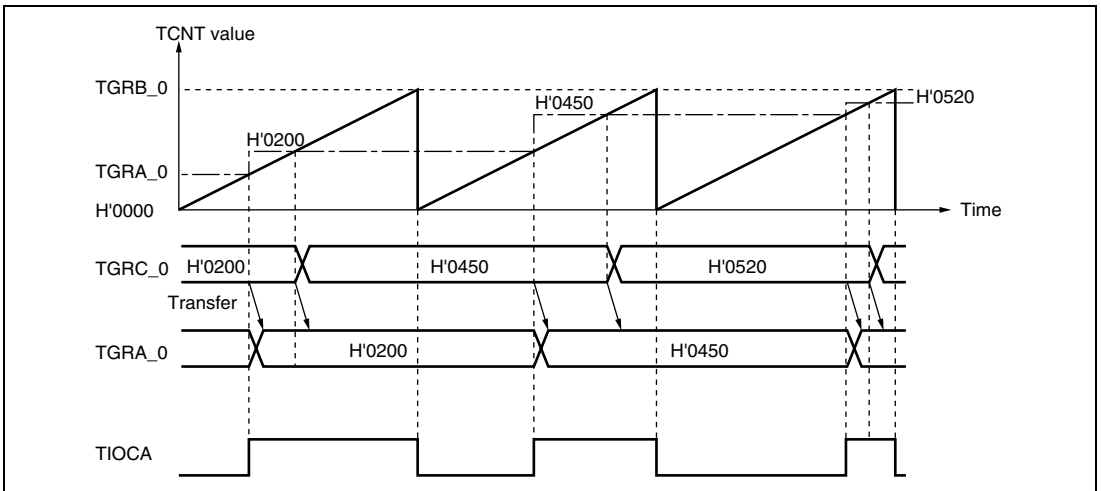 TCNT value
TGRB_0
H'0520
H'0450
H'0200
TGRA_0
H'0000
Time
TGRC_0 H'0200 H'0450 H'0520
Transfer
TGRA_0 H'0200 H'0450
TIOCA